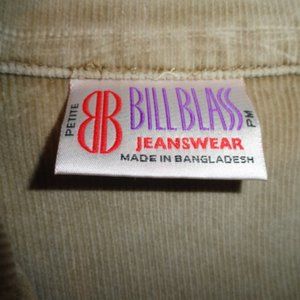 PETITE
BB
BILL BLASS
JEANSWEAR
MADE IN BANGLADESH
PM